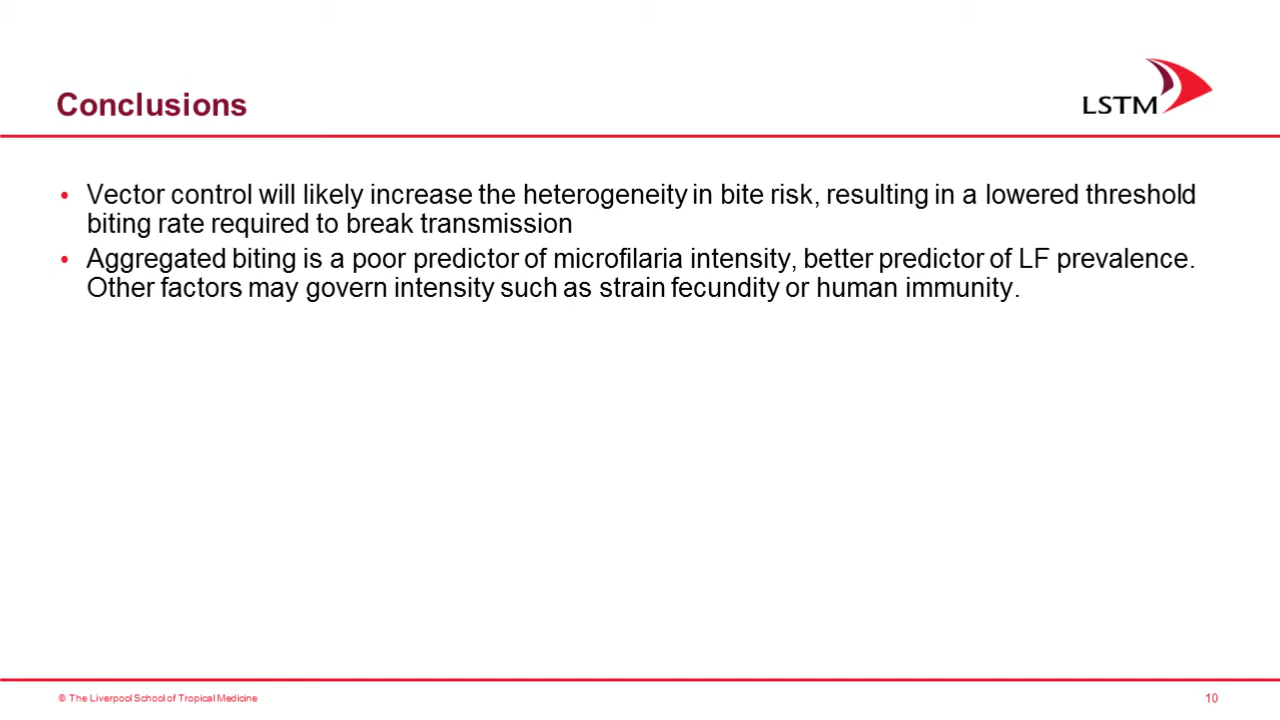 Conclusions
LSTM
• Vector control will likely increase the heterogeneity in bite risk, resulting in a lowered threshold
biting rate required to break transmission
• Aggregated biting is a poor predictor of microfilaria intensity, better predictor of LF prevalence.
Other factors may govern intensity such as strain fecundity or human immunity.
© The Liverpool School of Tropical Medicine
10